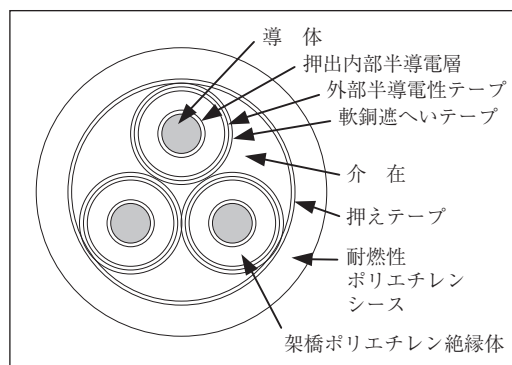 導　体
押出内部半導電層
外部半導電性テープ
軟銅遮へいテープ
介　在
押えテープ
耐燃性
ポリエチレン
シース
架橋ポリエチレン絶縁体